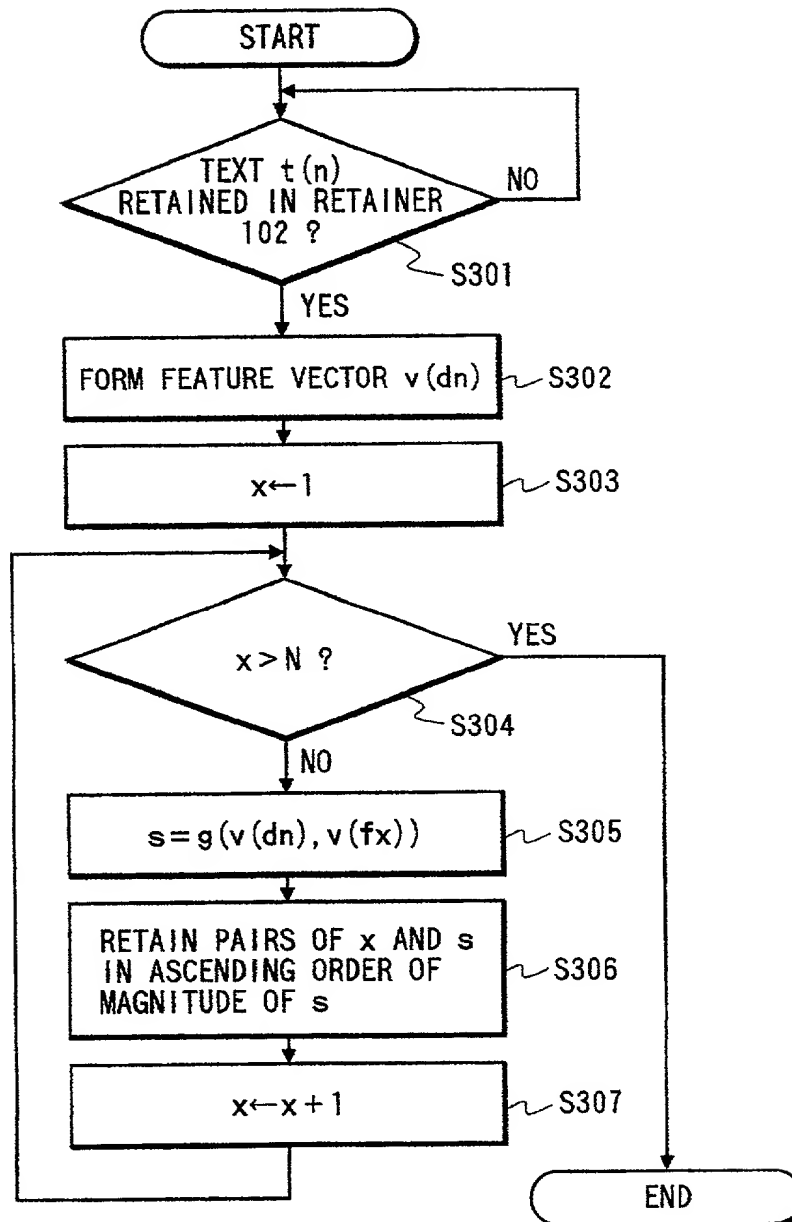 START
TEXT t(n)
RETAINED IN RETAINER
102 ?
NO
S301
YES
FORM FEATURE VECTOR v(dn)
S302
x←1
S303
x>N ?
YES
S304
NO
s=g(v(dn),v(fx))
S305
RETAIN PAIRS OF x AND s
IN ASCENDING ORDER OF
MAGNITUDE OF s
S306
x←x+1
S307
END